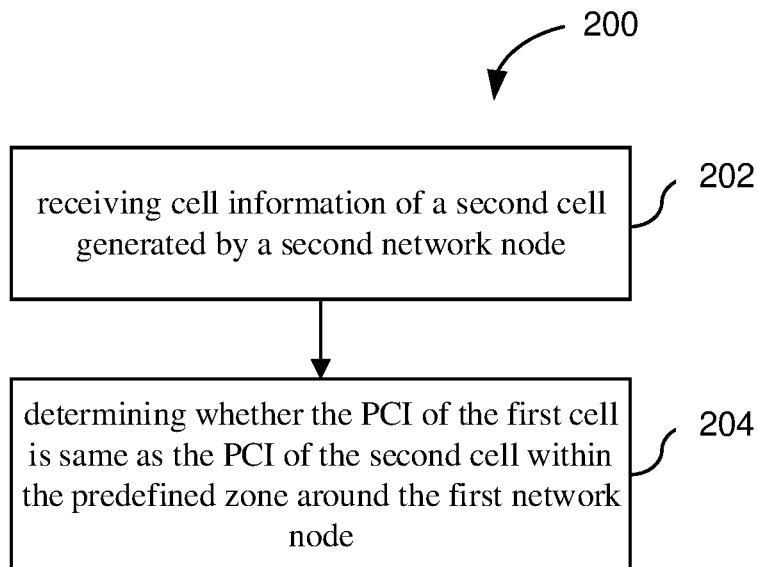 200
receiving cell information of a second cell
generated by a second network node
202
determining whether the PCI of the first cell
is same as the PCI of the second cell within
the predefined zone around the first network
node
204